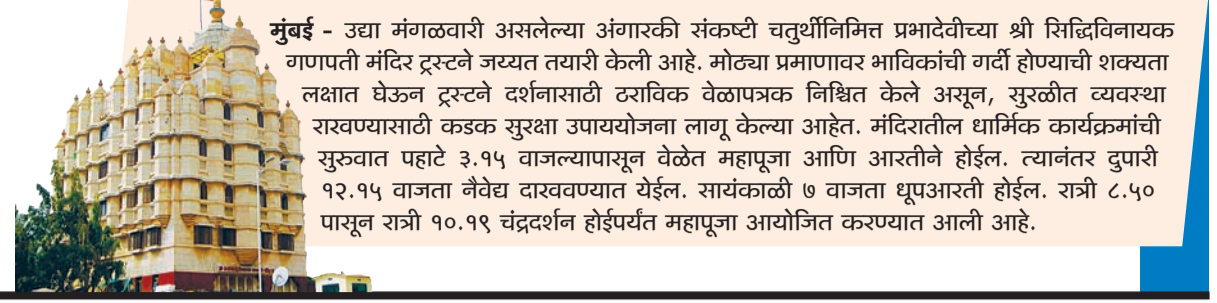 मुंबई - उद्या मंगळवारी असलेल्या अंगारकी संकष्टी चतुर्थीनिमित्त प्रभादेवीच्या श्री सिद्धिविनायक
गणपती मंदिर ट्रस्टने जय्यत तयारी केली आहे. मोठ्या प्रमाणावर भाविकांची गर्दी होण्याची शक्यता
लक्षात घेऊन ट्रस्टने दर्शनासाठी ठराविक वेळापत्रक निश्चित केले असून, सुरळीत व्यवस्था
राखण्यासाठी कडक सुरक्षा उपाययोजना लागू केल्या आहेत. मंदिरातील धार्मिक कार्यक्रमांची
सुरुवात पहाटे ३.१५ वाजल्यापासून वेळेत महापूजा आणि आरतीने होईल. त्यानंतर दुपारी
१२.१५ वाजता नैवेद्य दाखवण्यात येईल. सायंकाळी ७ वाजता धूपआरती होईल. रात्री ८.५०
पासून रात्री १०.१९ चंद्रदर्शन होईपर्यंत महापूजा आयोजित करण्यात आली आहे.